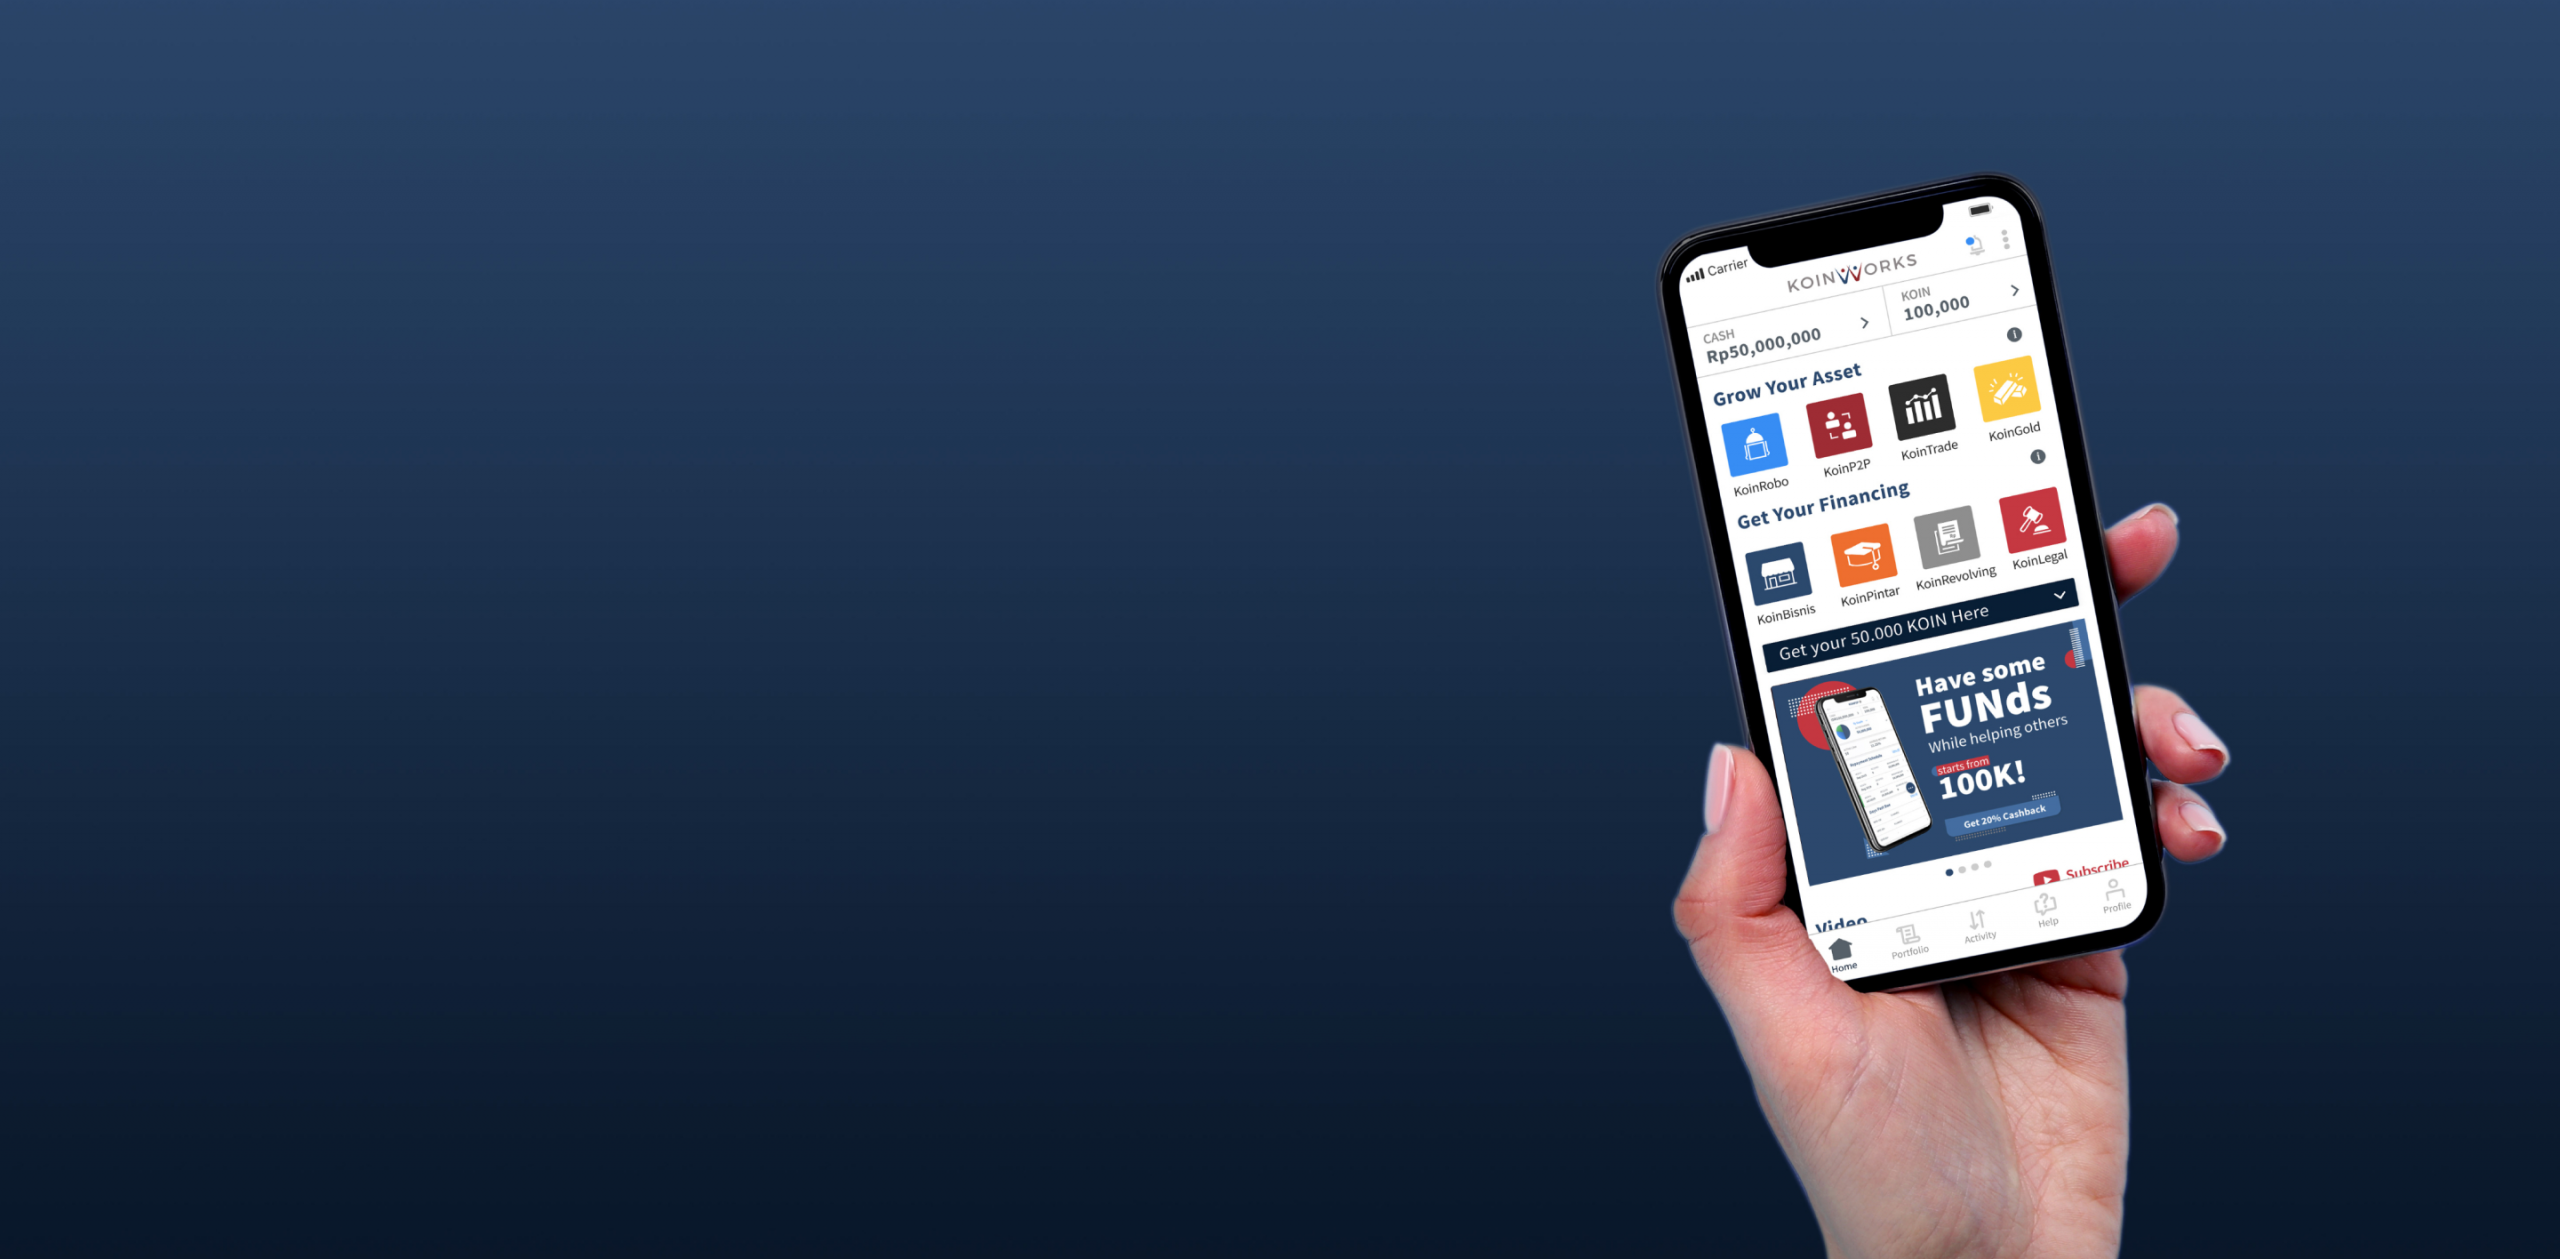 Carrier
KOINWORKS
CASH
Rp50,000,000
KOIN
100,000
Grow Your Asset
KoinRobo
KoinP2P
KoinTrade
KoinGold
Get Your Financing
KoinBisnis
KoinPintar
KoinRevolving
KoinLegal
Get your 50.000 KOIN Here
Have some
FUNds
While helping others
starts from
100K!
Get 20% Cashback
Subscribe
Video
Home
Portfolio
Activity
Help
Profile